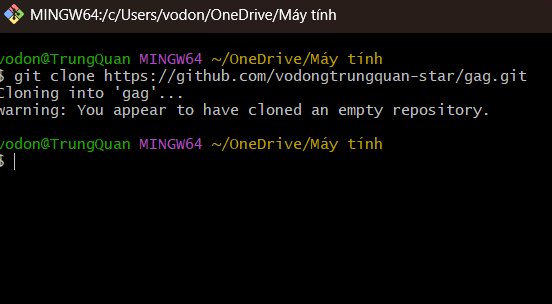 MINGW64:/c/Users/vodon/OneDrive/Máy tính
vodon@TrungQuan MINGW64 ~/OneDrive/Máy tính
$ git clone https://github.com/vodongtrungquan-star/gag.git
Cloning into 'gag'...
warning: You appear to have cloned an empty repository.
vodon@TrungQuan MINGW64 ~/OneDrive/Máy tính
$